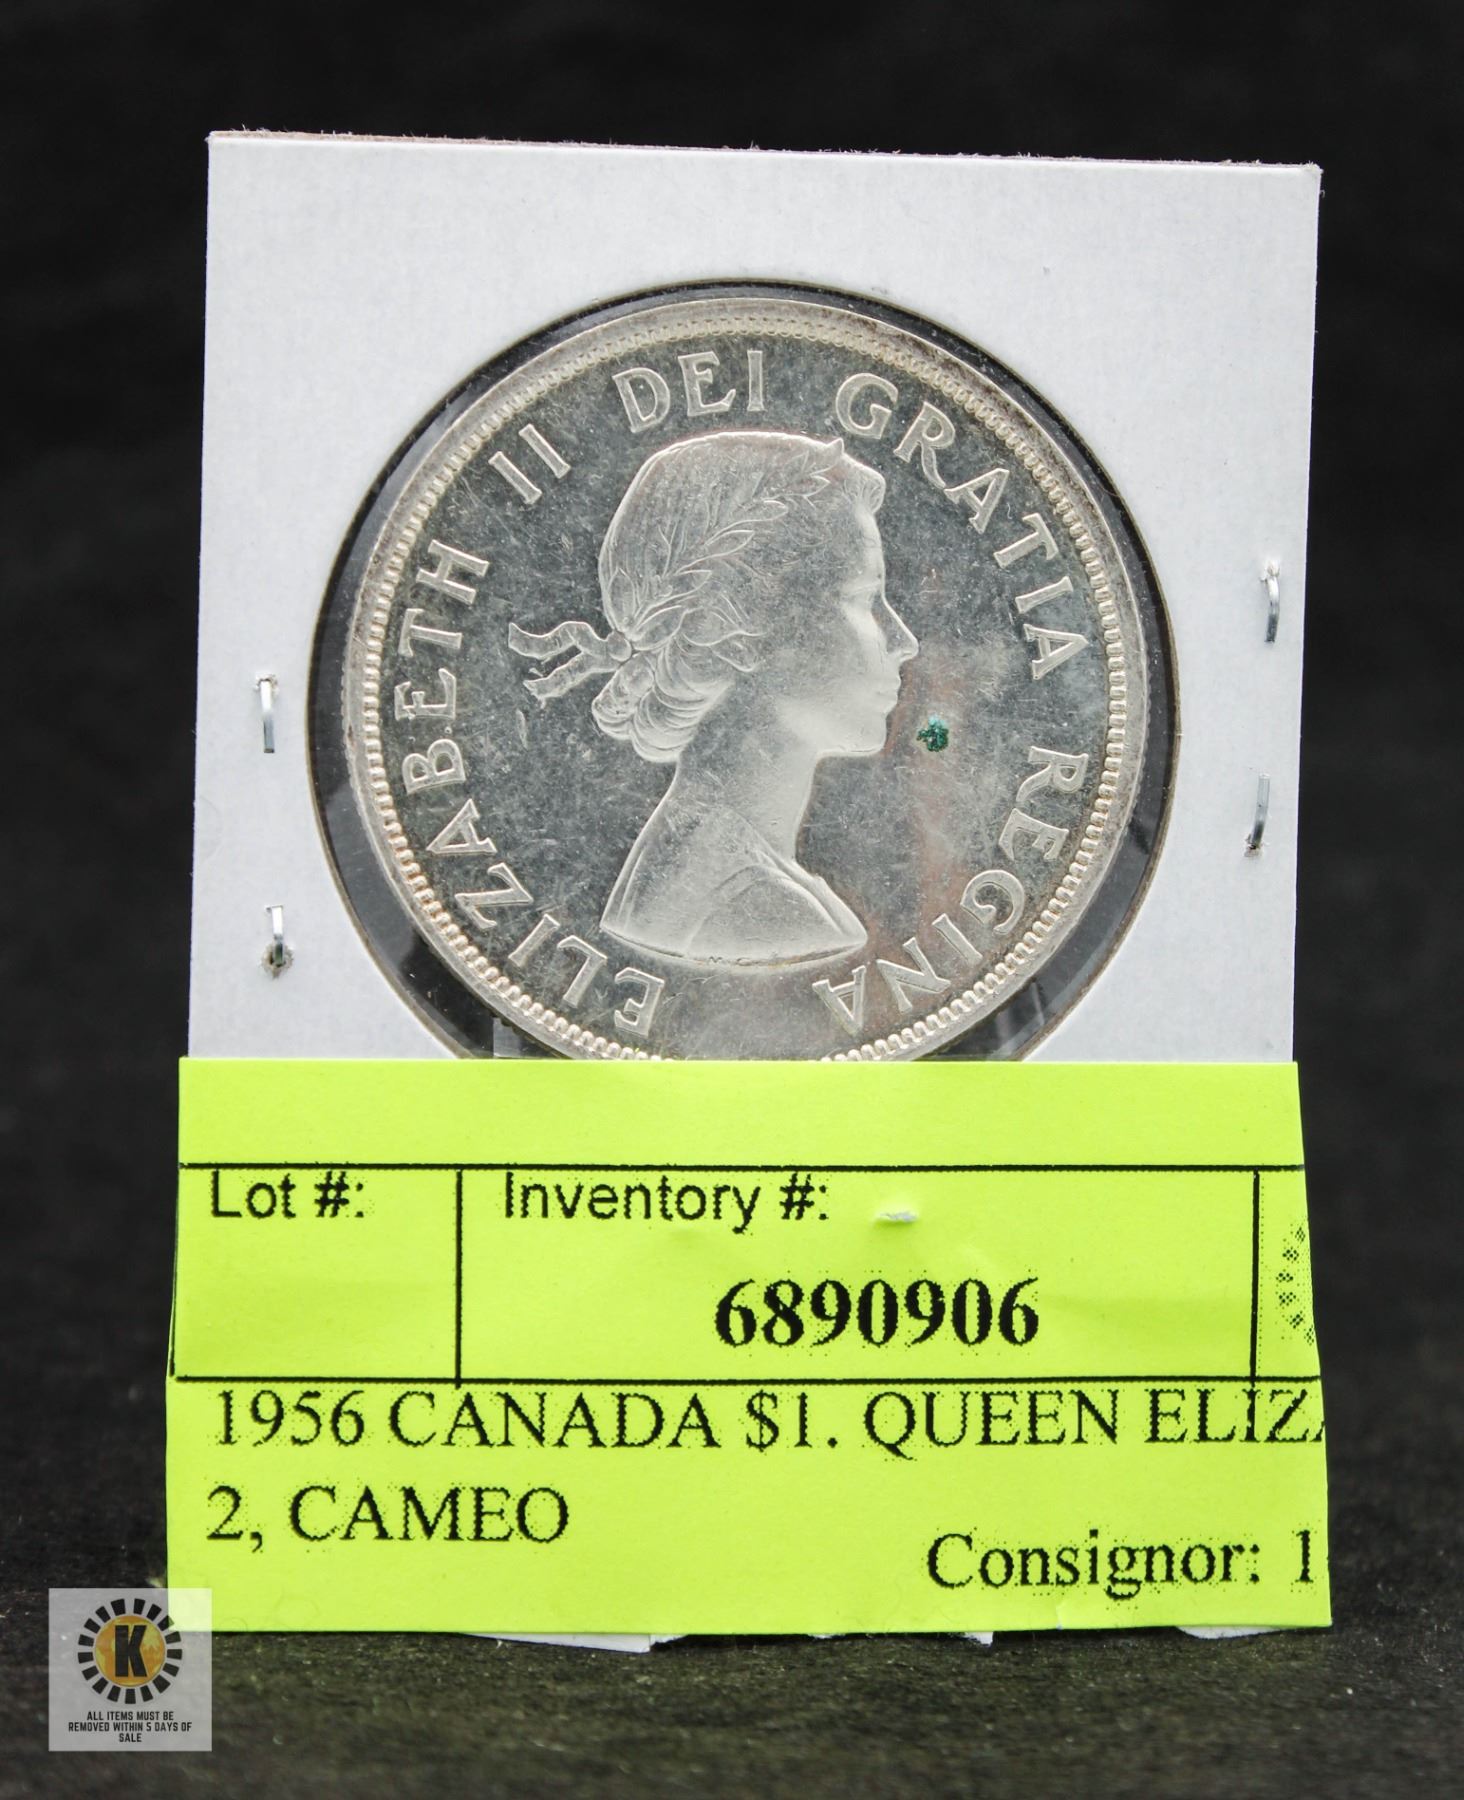 ELIZABETH II DEI GRATIA REGINA
M.G.
Lot #:
Inventory #:
6890906
1956 CANADA $1. QUEEN ELIZ
2, CAMEO
Consignor: 1
K
ALL ITEMS MUST BE
REMOVED WITHIN 5 DAYS OF
SALE